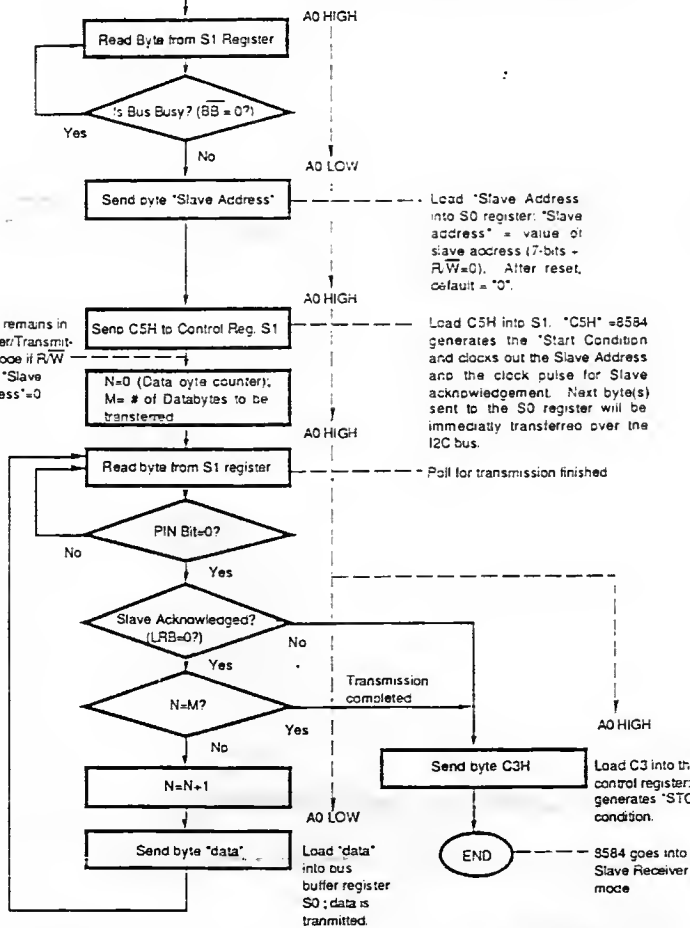 A0 HIGH
Read Byte from S1 Register
Is Bus Busy? (BB = 0?)
Yes
No
A0 LOW
Send byte "Slave Address"
Load "Slave Address
into S0 register: "Slave
address" = value of
slave address (7-bits +
R/W=0). After reset,
default = "0".
A0 HIGH
remains in
er/Transmit-
ode if R/W
"Slave
ess"=0
Send C5H to Control Reg. S1
Load C5H into S1. "C5H" =8584
generates the "Start Condition
and clocks out the Slave Address
and the clock pulse for Slave
acknowledgement. Next byte(s)
sent to the S0 register will be
immediatly transferred over the
I2C bus.
N=0 (Data byte counter);
M= # of Databytes to be
transferred
A0 HIGH
Read byte from S1 register
Poll for transmission finished
PIN Bit=0?
No
Yes
Slave Acknowledged?
(LRB=0?)
No
Yes
N=M?
Transmission
completed
Yes
No
A0 HIGH
N=N+1
Send byte C3H
Load C3 into th
control register:
generates "STO
condition.
A0 LOW
Send byte "data"
Load "data"
into bus
buffer register
S0 ; data is
tranmitted.
END
8584 goes into
Slave Receiver
mode